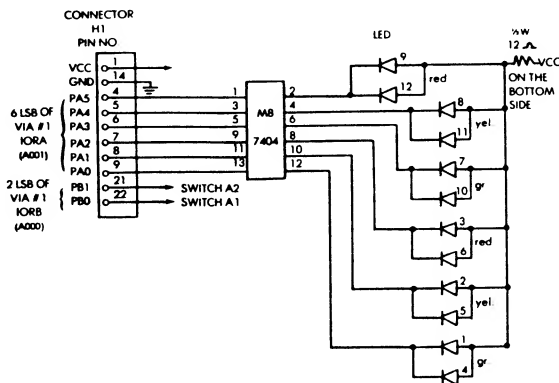 CONNECTOR
H1
PIN NO
VCC 1
GND 14
PA5 4
PA4 5
PA3 6
PA2 7
PA1 8
PA0 9
PB1 21
PB0 22
6 LSB OF
VIA #1
IORA
(A001)
2 LSB OF
VIA #1
IORB
(A000)
SWITCH A2
SWITCH A1
1
3
5
9
11
13
M8
7404
2
4
6
8
10
12
LED
9
12
red
8
11
yel.
7
10
gr
3
6
red
2
5
yel.
1
4
gr.
½ W
12 Ω
VCC
ON THE
BOTTOM
SIDE